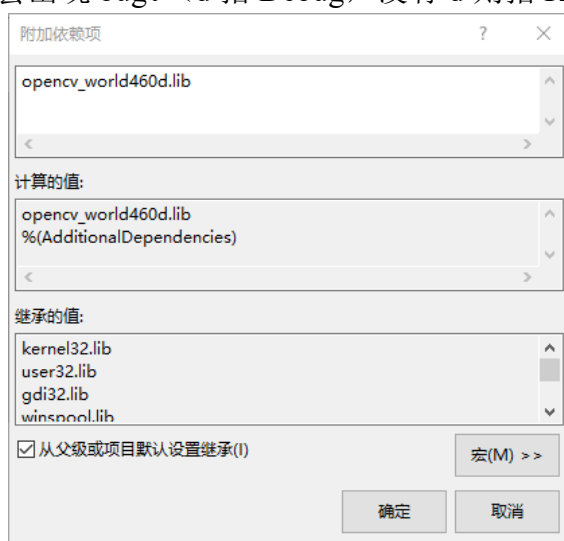 附加依赖项
opencv_world460d.lib
计算的值:
opencv_world460d.lib
%(AdditionalDependencies)
继承的值:
kernel32.lib
user32.lib
gdi32.lib
winspool.lib
从父级或项目默认设置继承(I)
宏(M) >>
确定
取消